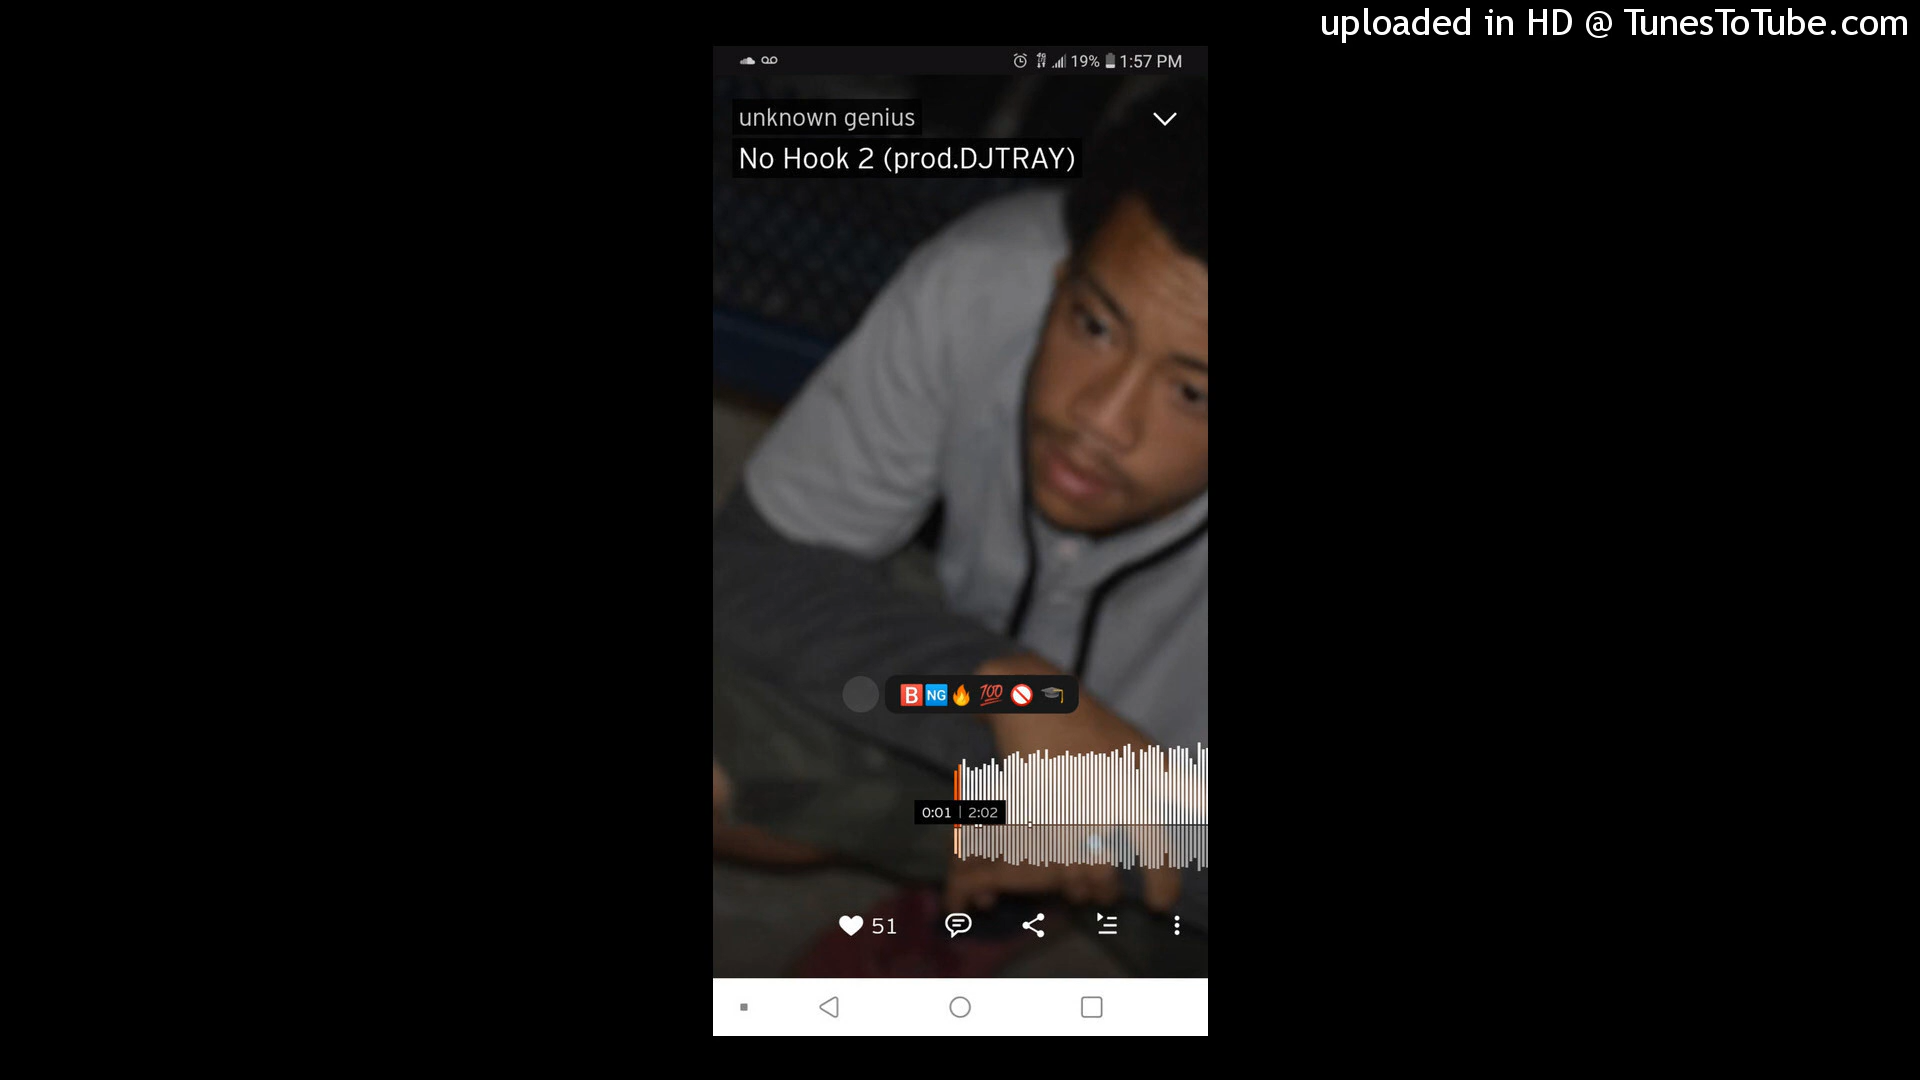 uploaded in HD @ TunesToTube.com
19% 1:57 PM
unknown genius
No Hook 2 (prod.DJTRAY)
🅱🆖🔥💯🚫🎓
0:01 | 2:02
51